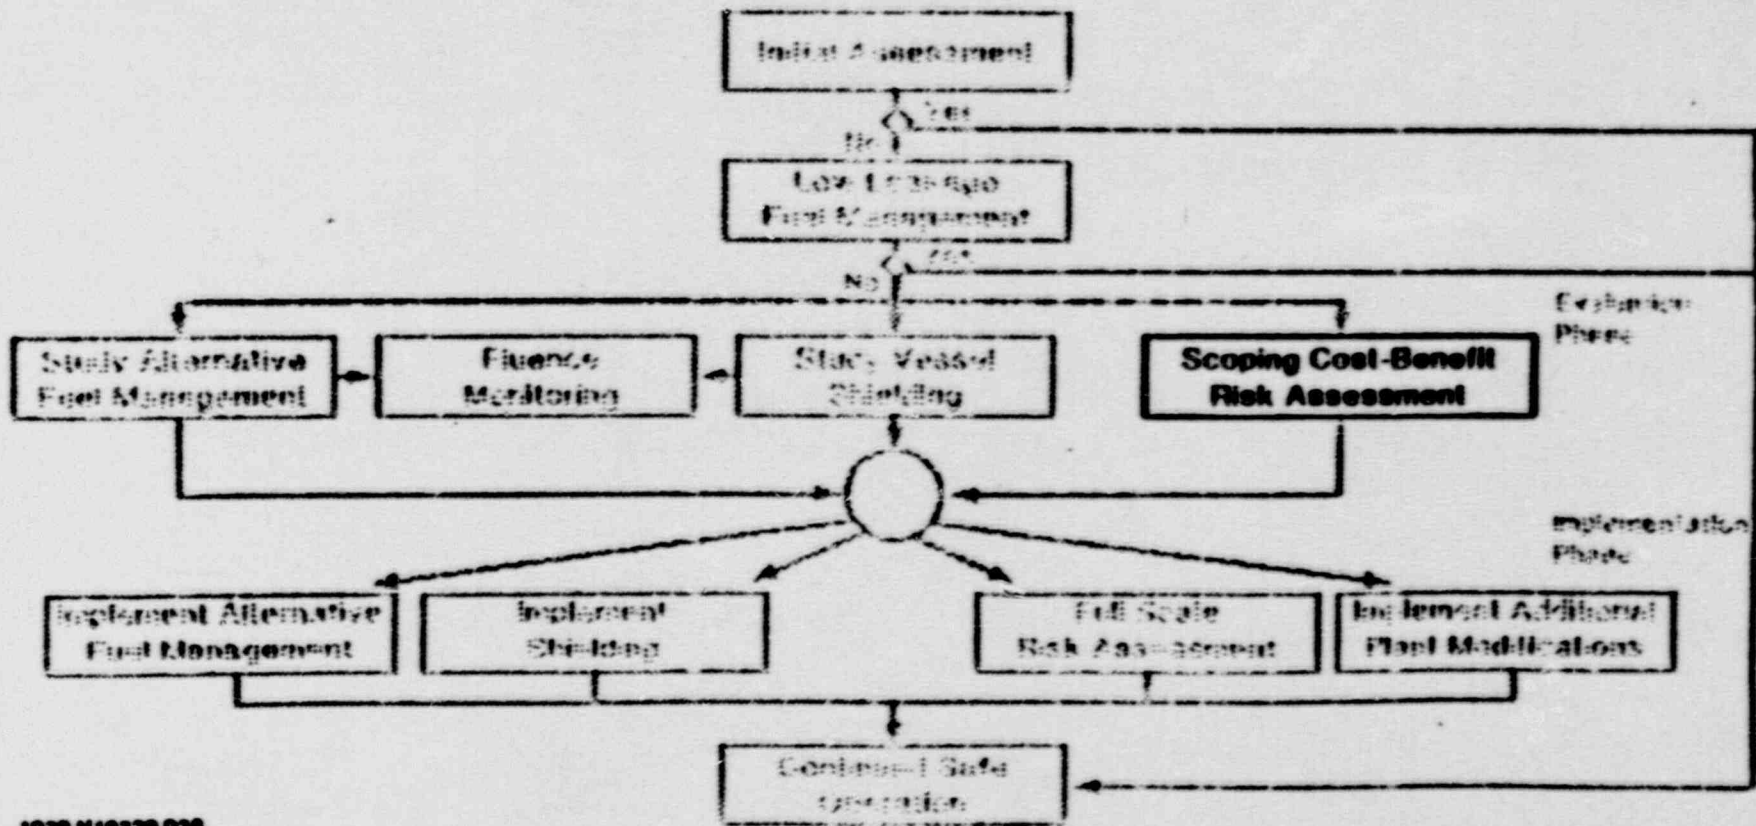 Initial Assessment
Yes
No
Low Leakage
Fuel Management
Yes
No
Evaluation
Phase
Study Alternative
Fuel Management
Fluence
Monitoring
Study Vessel
Shielding
Scoping Cost-Benefit
Risk Assessment
Implementation
Phase
Implement Alternative
Fuel Management
Implement
Shielding
Full Scale
Risk Assessment
Implement Additional
Plant Modifications
Continued Safe
Operation